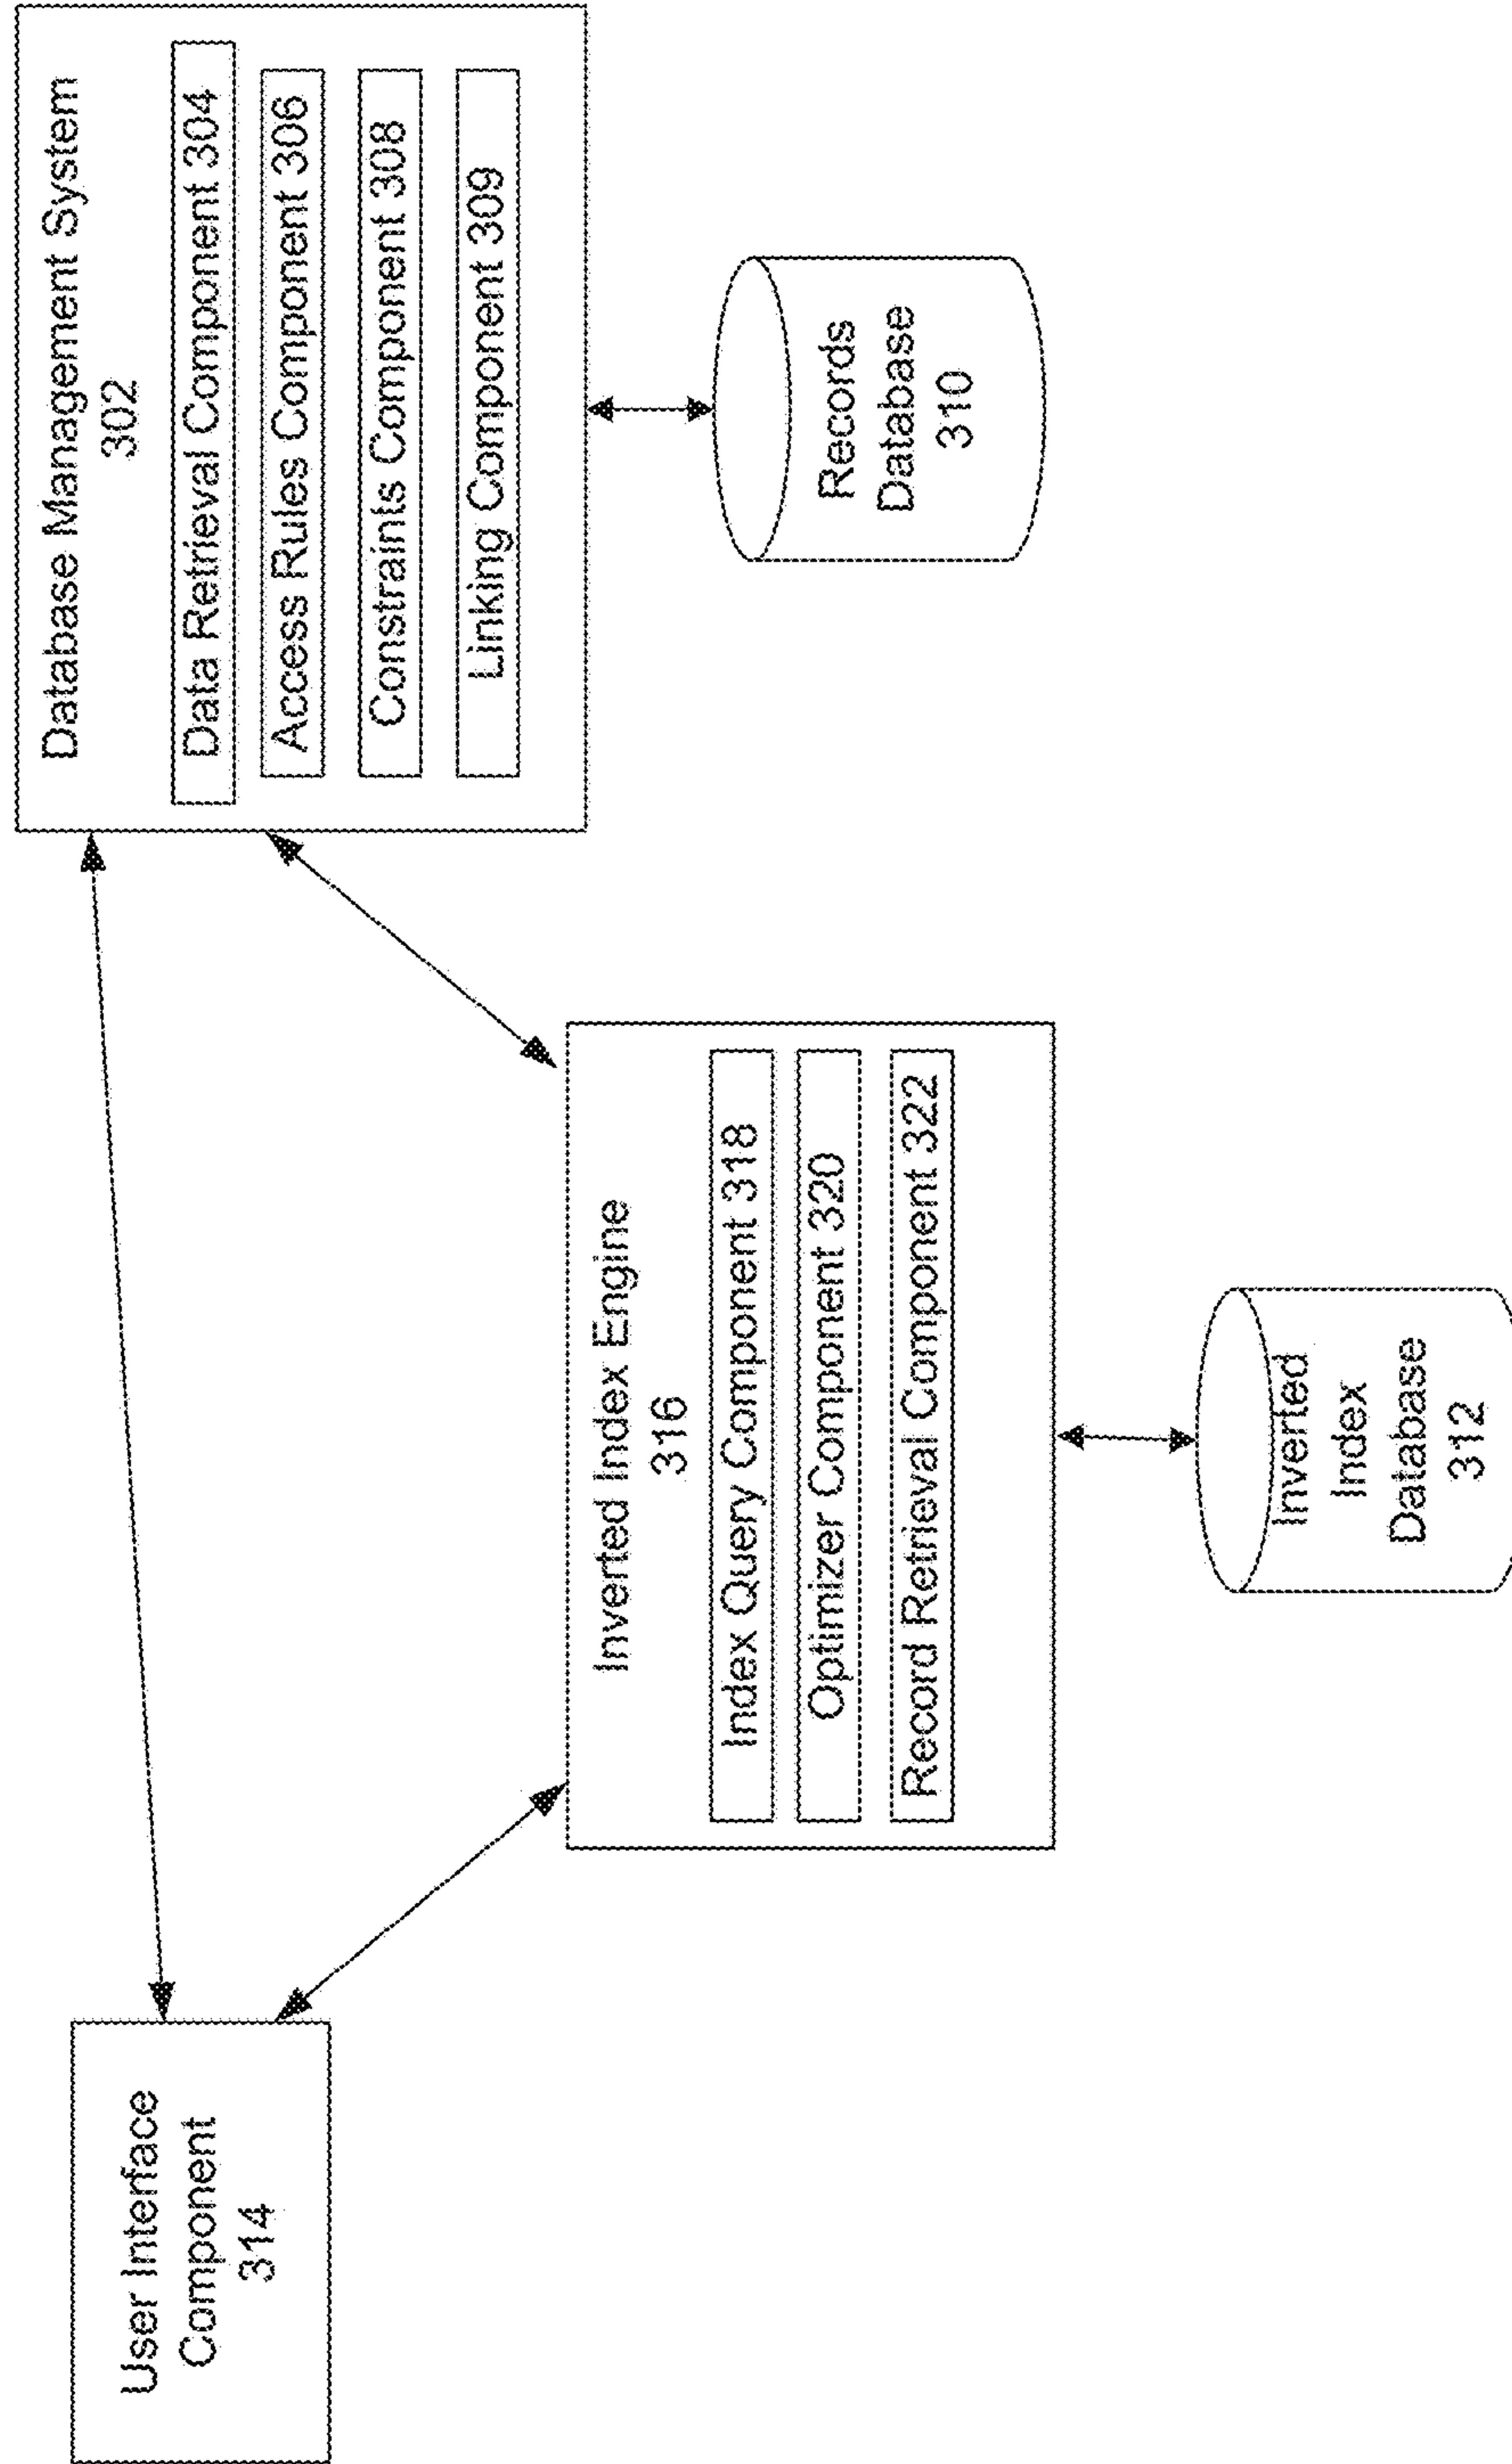 User Interface
Component
314
Inverted Index Engine
316
Index Query Component 318
Optimizer Component 320
Record Retrieval Component 322
Inverted
Index
Database
312
Database Management System
302
Data Retrieval Component 304
Access Rules Component 306
Constraints Component 308
Linking Component 309
Records
Database
310